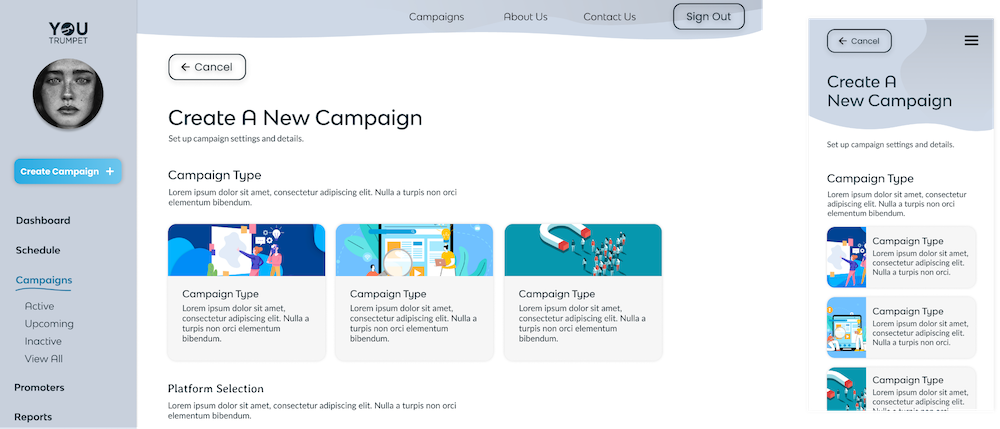 YOU
TRUMPET
Create Campaign +
Dashboard
Schedule
Campaigns
Active
Upcoming
Inactive
View All
Promoters
Reports
Campaigns
About Us
Contact Us
Sign Out
← Cancel
Create A New Campaign
Set up campaign settings and details.
Campaign Type
Lorem ipsum dolor sit amet, consectetur adipiscing elit. Nulla a turpis non orci
elementum bibendum.
Campaign Type
Lorem ipsum dolor sit amet,
consectetur adipiscing elit. Nulla a
turpis non orci elementum
bibendum.
Campaign Type
Lorem ipsum dolor sit amet,
consectetur adipiscing elit. Nulla a
turpis non orci elementum
bibendum.
Campaign Type
Lorem ipsum dolor sit amet,
consectetur adipiscing elit. Nulla a
turpis non orci elementum
bibendum.
Platform Selection
Lorem ipsum dolor sit amet, consectetur adipiscing elit. Nulla a turpis non orci
elementum bibendum.
← Cancel
Create A
New Campaign
Set up campaign settings and details.
Campaign Type
Lorem ipsum dolor sit amet, consectetur
adipiscing elit. Nulla a turpis non orci
elementum bibendum.
Campaign Type
Lorem ipsum dolor sit amet,
consectetur adipiscing elit.
Nulla a turpis non orci.
Campaign Type
Lorem ipsum dolor sit amet,
consectetur adipiscing elit.
Nulla a turpis non orci.
Campaign Type
Lorem ipsum dolor sit amet,
consectetur adipiscing elit.
Nulla a turpis non orci.